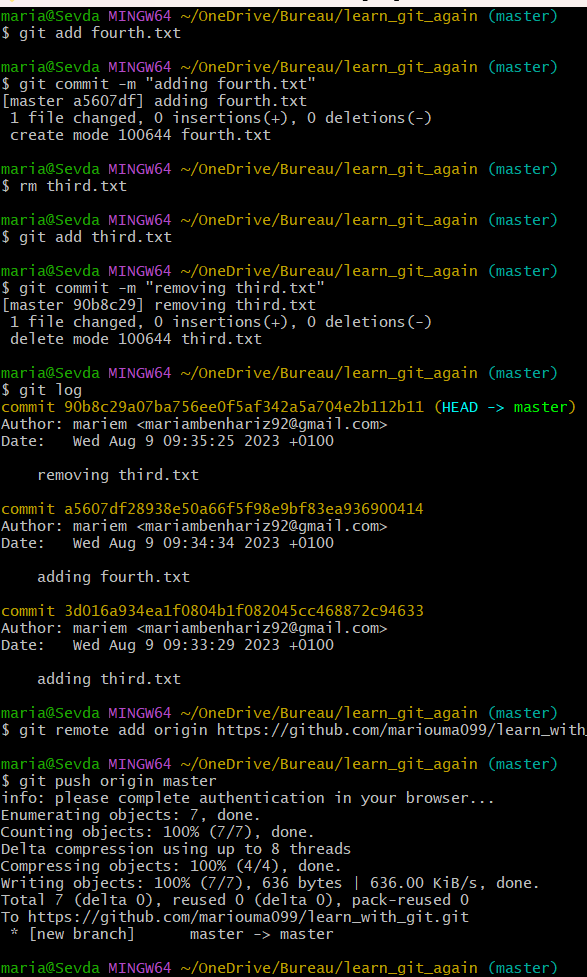 maria@Sevda MINGW64 ~/OneDrive/Bureau/learn_git_again (master)
$ git add fourth.txt
maria@Sevda MINGW64 ~/OneDrive/Bureau/learn_git_again (master)
$ git commit -m "adding fourth.txt"
[master a5607df] adding fourth.txt
 1 file changed, 0 insertions(+), 0 deletions(-)
 create mode 100644 fourth.txt
maria@Sevda MINGW64 ~/OneDrive/Bureau/learn_git_again (master)
$ rm third.txt
maria@Sevda MINGW64 ~/OneDrive/Bureau/learn_git_again (master)
$ git add third.txt
maria@Sevda MINGW64 ~/OneDrive/Bureau/learn_git_again (master)
$ git commit -m "removing third.txt"
[master 90b8c29] removing third.txt
 1 file changed, 0 insertions(+), 0 deletions(-)
 delete mode 100644 third.txt
maria@Sevda MINGW64 ~/OneDrive/Bureau/learn_git_again (master)
$ git log
commit 90b8c29a07ba756ee0f5af342a5a704e2b112b11 (HEAD -> master)
Author: mariem <mariambenhariz92@gmail.com>
Date:   Wed Aug 9 09:35:25 2023 +0100
    removing third.txt
commit a5607df28938e50a66f5f98e9bf83ea936900414
Author: mariem <mariambenhariz92@gmail.com>
Date:   Wed Aug 9 09:34:34 2023 +0100
    adding fourth.txt
commit 3d016a934ea1f0804b1f082045cc468872c94633
Author: mariem <mariambenhariz92@gmail.com>
Date:   Wed Aug 9 09:33:29 2023 +0100
    adding third.txt
maria@Sevda MINGW64 ~/OneDrive/Bureau/learn_git_again (master)
$ git remote add origin https://github.com/mariouma099/learn_with_
maria@Sevda MINGW64 ~/OneDrive/Bureau/learn_git_again (master)
$ git push origin master
info: please complete authentication in your browser...
Enumerating objects: 7, done.
Counting objects: 100% (7/7), done.
Delta compression using up to 8 threads
Compressing objects: 100% (4/4), done.
Writing objects: 100% (7/7), 636 bytes | 636.00 KiB/s, done.
Total 7 (delta 0), reused 0 (delta 0), pack-reused 0
To https://github.com/mariouma099/learn_with_git.git
 * [new branch]      master -> master
maria@Sevda MINGW64 ~/OneDrive/Bureau/learn_git_again (master)